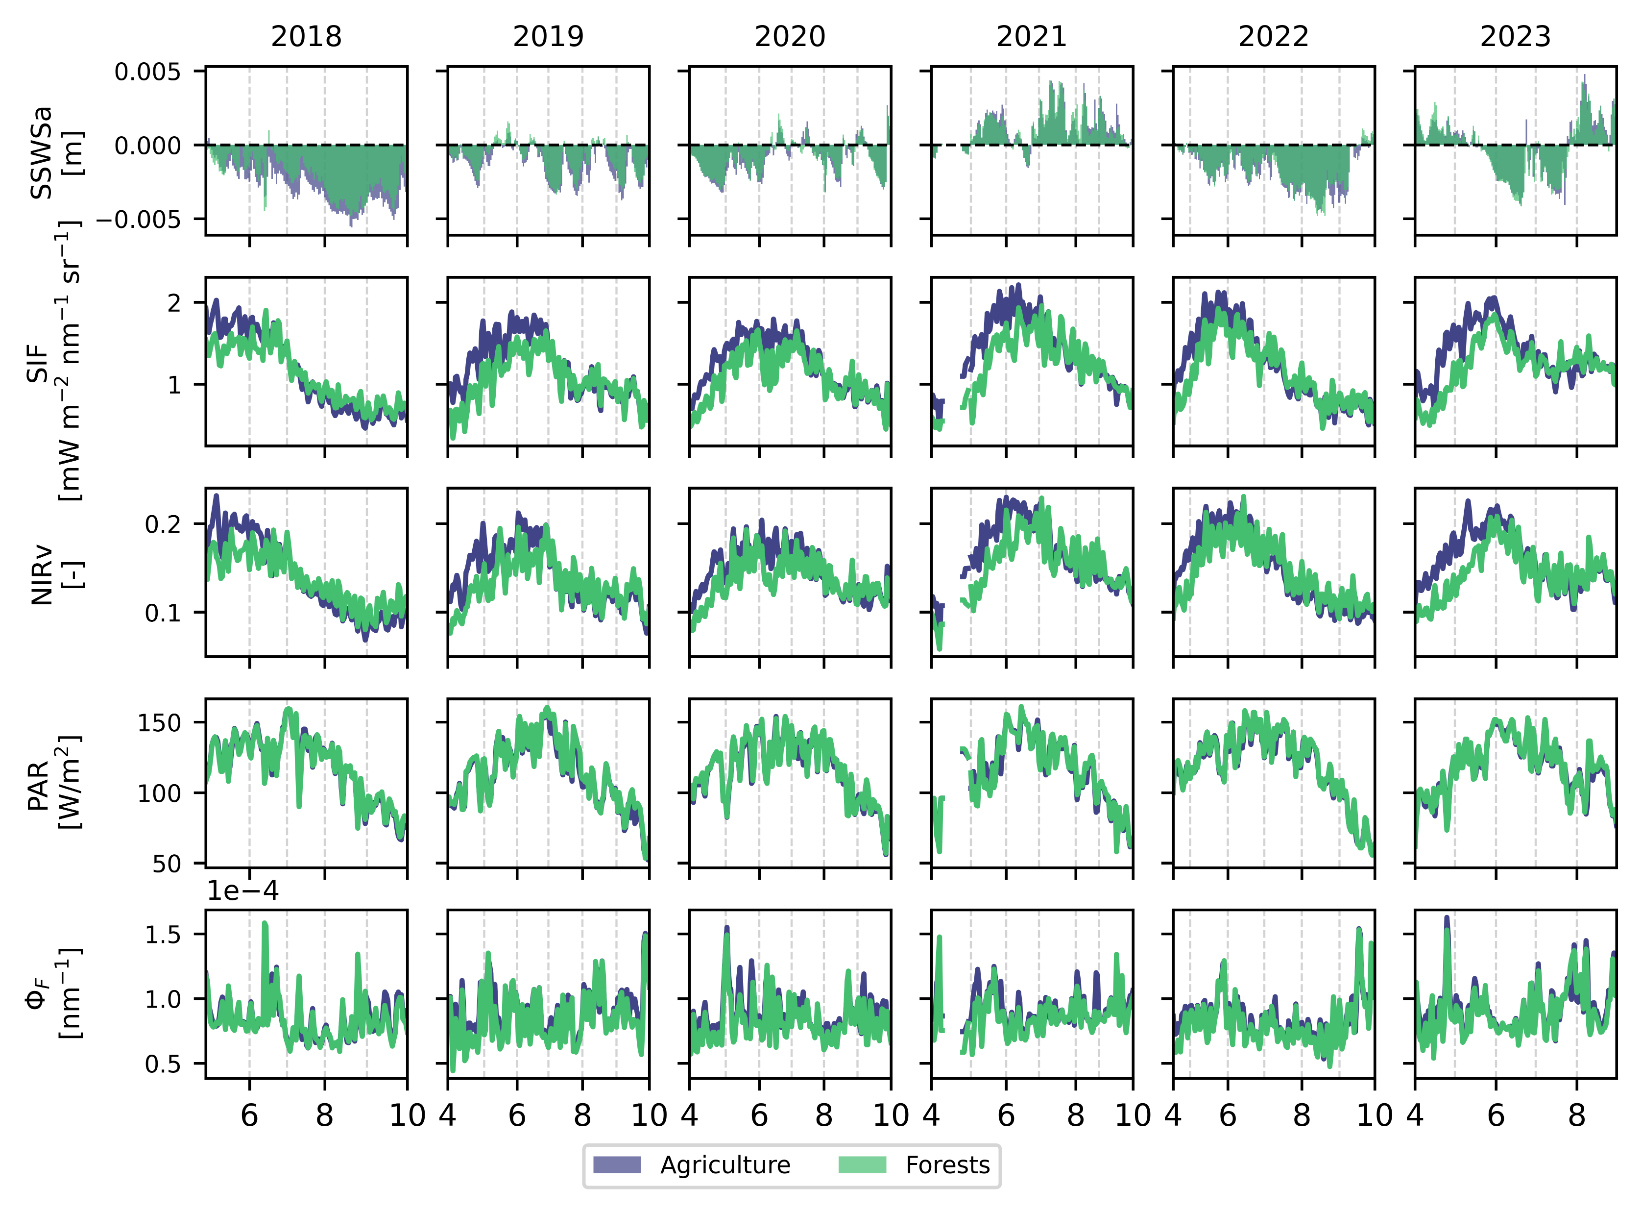 2018 2019 2020 2021 2022 2023
SSWSa
[m]
0.005
0.000
−0.005
SIF
[mW m⁻² nm⁻¹ sr⁻¹]
2
1
NIRv
[-]
0.2
0.1
PAR
[W/m²]
150
100
50
1e−4
Φ_F
[nm⁻¹]
1.5
1.0
0.5
6 8 10 4 6 8 10 4 6 8 10 4 6 8 10 4 6 8 10 4 6 8
Agriculture Forests